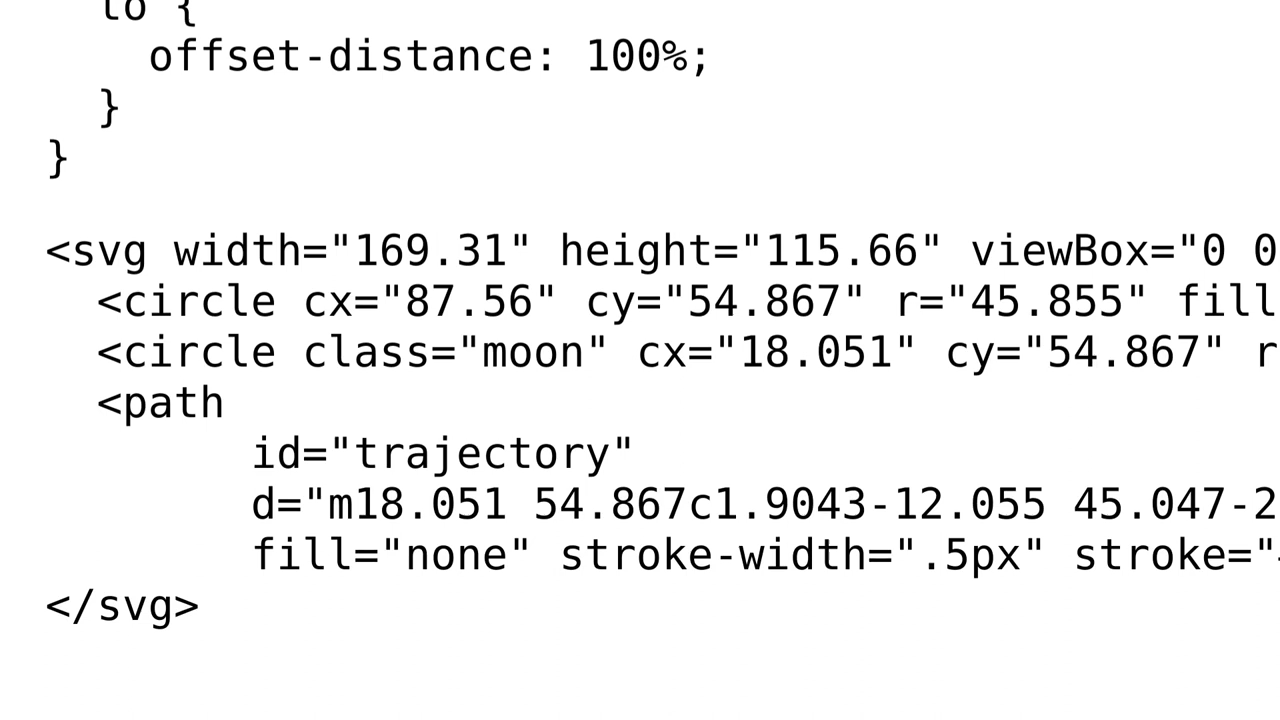 to {
offset-distance: 100%;
}
}
<svg width="169.31" height="115.66" viewBox="0 0
<circle cx="87.56" cy="54.867" r="45.855" fill
<circle class="moon" cx="18.051" cy="54.867" r
<path
id="trajectory"
d="m18.051 54.867c1.9043-12.055 45.047-2
fill="none" stroke-width=".5px" stroke="
</svg>